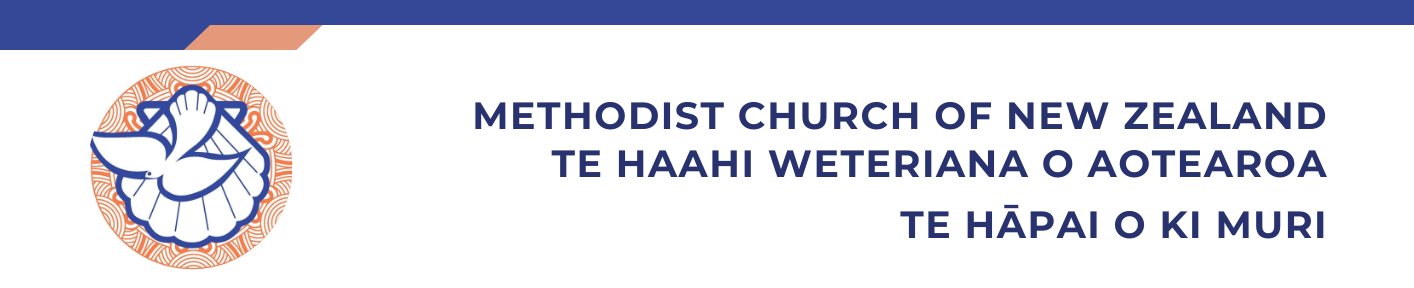 METHODIST CHURCH OF NEW ZEALAND
TE HAAHI WETERIANA O AOTEAROA
TE HĀPAI O KI MURI